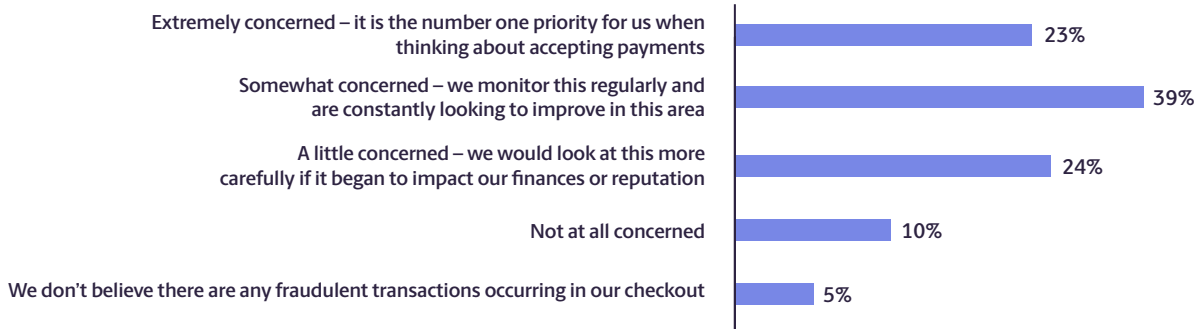 Extremely concerned – it is the number one priority for us when
thinking about accepting payments
23%
Somewhat concerned – we monitor this regularly and
are constantly looking to improve in this area
39%
A little concerned – we would look at this more
carefully if it began to impact our finances or reputation
24%
Not at all concerned
10%
We don’t believe there are any fraudulent transactions occurring in our checkout
5%